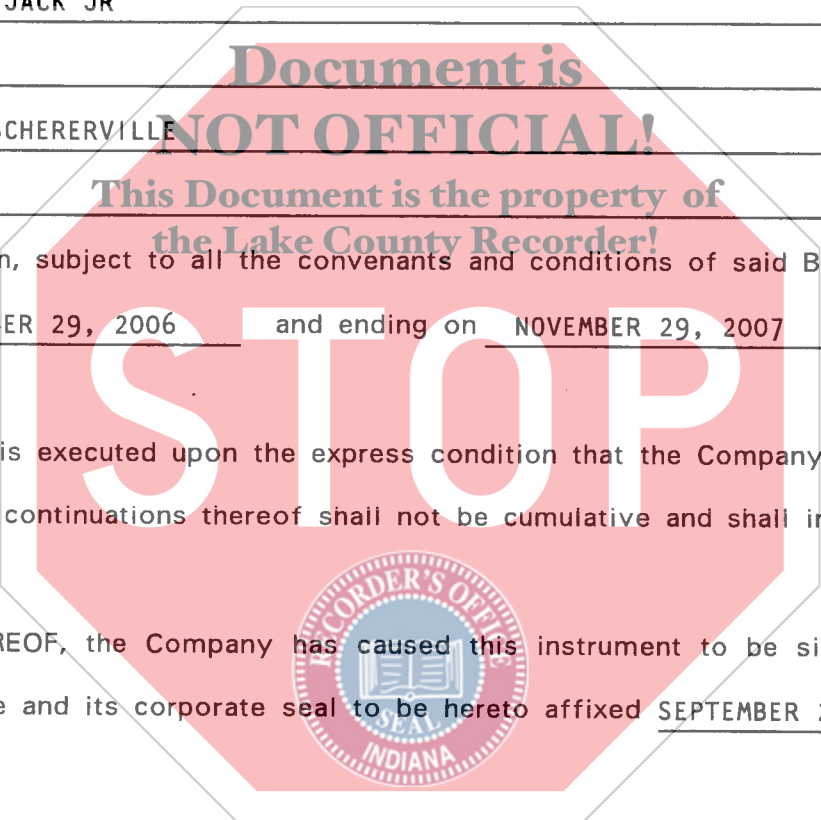 JACK JR
Document is
SCHERERVILLE
NOT OFFICIAL!
This Document is the property of
the Lake County Recorder!
n, subject to all the convenants and conditions of said B
ER 29, 2006 and ending on NOVEMBER 29, 2007
STOP
is executed upon the express condition that the Company
continuations thereof shall not be cumulative and shall in
RECORDER'S OFFICE
REOF, the Company has caused this instrument to be si
e and its corporate seal to be hereto affixed SEPTEMBER 2
SEAL
INDIANA